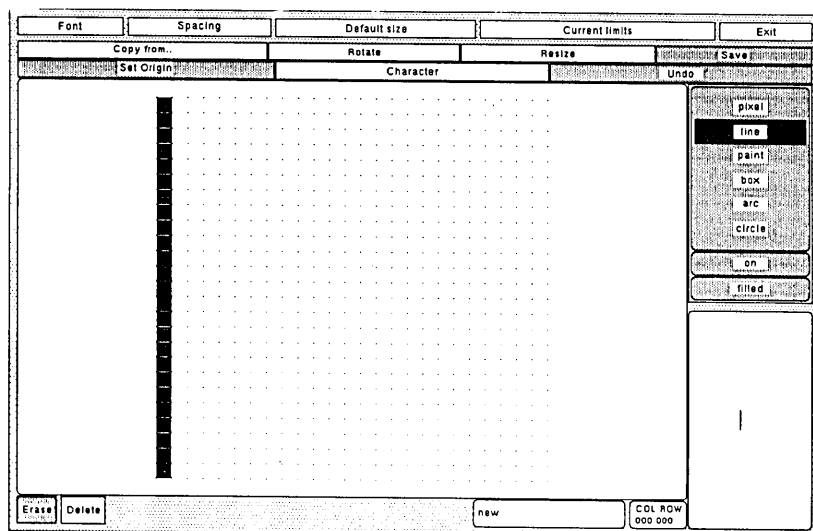 Font Spacing Default size Current limits Exit
Copy from.. Rotate Resize Save
Set Origin Character Undo
pixel
line
paint
box
arc
circle
on
filled
Erase Delete new COL ROW
000 000